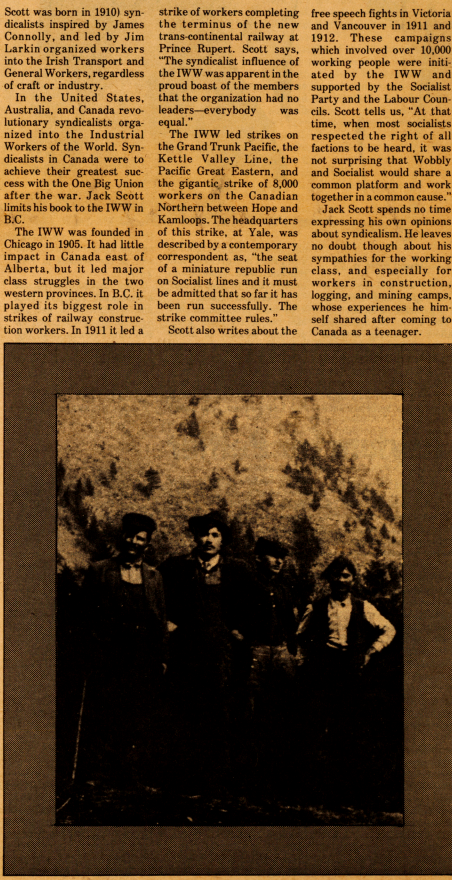 Scott was born in 1910) syn-
dicalists inspired by James
Connolly, and led by Jim
Larkin organized workers
into the Irish Transport and
General Workers, regardless
of craft or industry.
In the United States,
Australia, and Canada revo-
lutionary syndicalists orga-
nized into the Industrial
Workers of the World. Syn-
dicalists in Canada were to
achieve their greatest suc-
cess with the One Big Union
after the war. Jack Scott
limits his book to the IWW in
B.C.
The IWW was founded in
Chicago in 1905. It had little
impact in Canada east of
Alberta, but it led major
class struggles in the two
western provinces. In B.C. it
played its biggest role in
strikes of railway construc-
tion workers. In 1911 it led a
strike of workers completing
the terminus of the new
trans-continental railway at
Prince Rupert. Scott says,
"The syndicalist influence of
the IWW was apparent in the
proud boast of the members
that the organization had no
leaders—everybody was
equal."
The IWW led strikes on
the Grand Trunk Pacific, the
Kettle Valley Line, the
Pacific Great Eastern, and
the gigantic strike of 8,000
workers on the Canadian
Northern between Hope and
Kamloops. The headquarters
of this strike, at Yale, was
described by a contemporary
correspondent as, "the seat
of a miniature republic run
on Socialist lines and it must
be admitted that so far it has
been run successfully. The
strike committee rules."
Scott also writes about the
free speech fights in Victoria
and Vancouver in 1911 and
1912. These campaigns
which involved over 10,000
working people were initi-
ated by the IWW and
supported by the Socialist
Party and the Labour Coun-
cils. Scott tells us, "At that
time, when most socialists
respected the right of all
factions to be heard, it was
not surprising that Wobbly
and Socialist would share a
common platform and work
together in a common cause."
Jack Scott spends no time
expressing his own opinions
about syndicalism. He leaves
no doubt though about his
sympathies for the working
class, and especially for
workers in construction,
logging, and mining camps,
whose experiences he him-
self shared after coming to
Canada as a teenager.